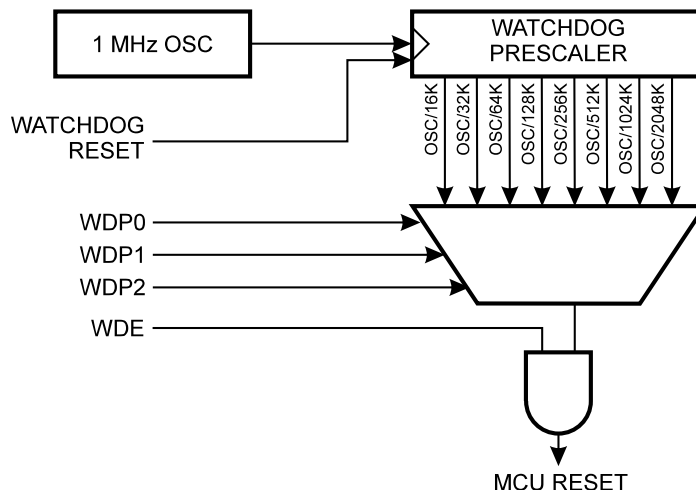 1 MHz OSC
WATCHDOG
PRESCALER
WATCHDOG
RESET
OSC/16K
OSC/32K
OSC/64K
OSC/128K
OSC/256K
OSC/512K
OSC/1024K
OSC/2048K
WDP0
WDP1
WDP2
WDE
MCU RESET